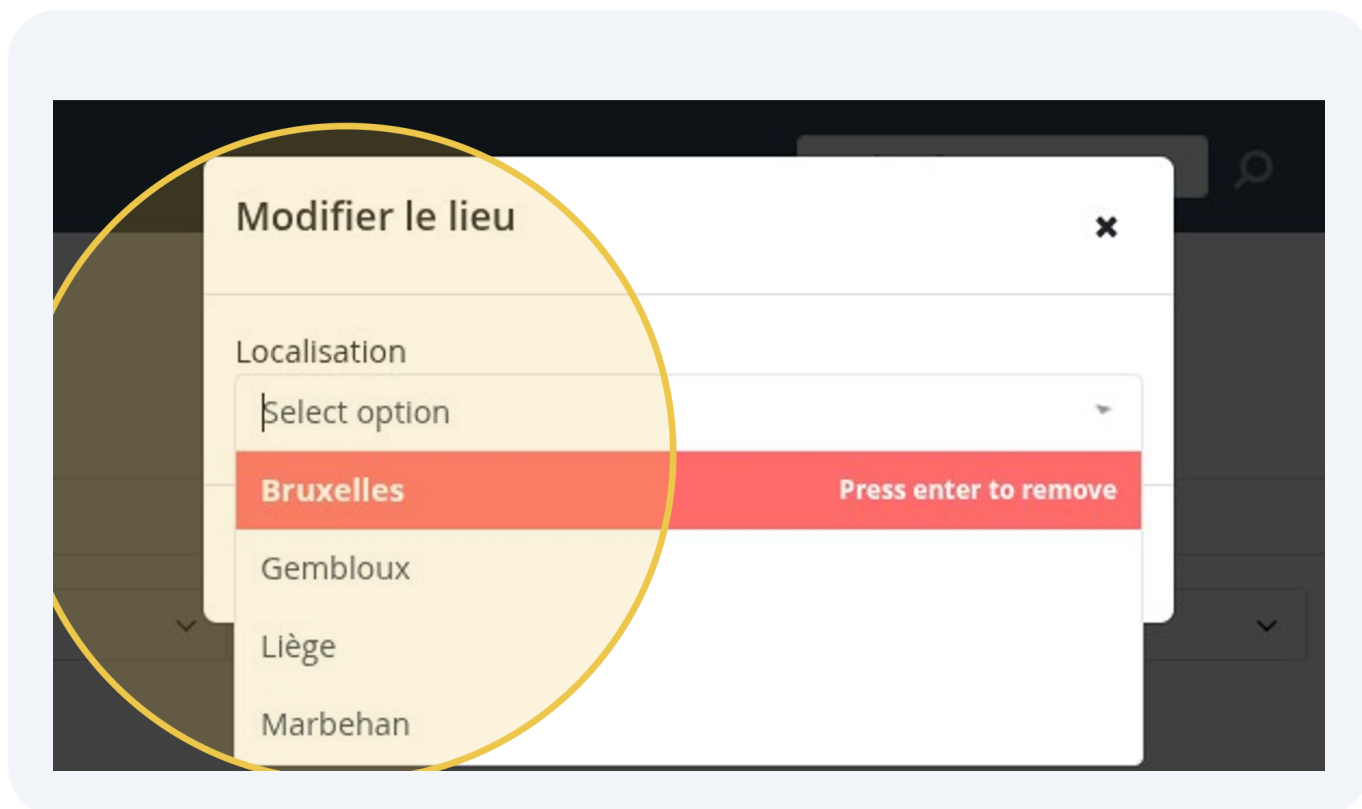 Modifier le lieu
Localisation
Select option
Bruxelles Press enter to remove
Gembloux
Liège
Marbehan